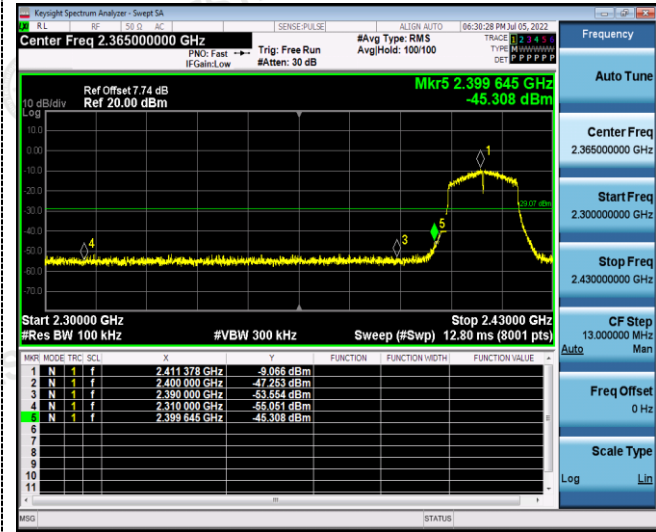 Keysight Spectrum Analyzer - Swept SA
RL RF 50 Ω AC SENSE:PULSE ALIGN AUTO 06:30:28 PM Jul 05, 2022
Center Freq 2.365000000 GHz
PNO: Fast
IFGain:Low
Trig: Free Run
#Atten: 30 dB
#Avg Type: RMS
Avg|Hold: 100/100
TRACE 1 2 3 4 5 6
TYPE MWWWWW
DET P P P P P P
Mkr5 2.399 645 GHz
-45.308 dBm
Ref Offset 7.74 dB
10 dB/div Ref 20.00 dBm
Log
10.0
0.00
-10.0
-20.0
-30.0
-40.0
-50.0
-60.0
-70.0
1
-29.07 dBm
5
3
4
Start 2.30000 GHz Stop 2.43000 GHz
#Res BW 100 kHz #VBW 300 kHz Sweep (#Swp) 12.80 ms (8001 pts)
MKR MODE TRC SCL X Y FUNCTION FUNCTION WIDTH FUNCTION VALUE
1 N 1 f 2.411 378 GHz -9.066 dBm
2 N 1 f 2.400 000 GHz -47.253 dBm
3 N 1 f 2.390 000 GHz -53.554 dBm
4 N 1 f 2.310 000 GHz -55.051 dBm
5 N 1 f 2.399 645 GHz -45.308 dBm
6
7
8
9
10
11
MSG STATUS
Frequency
Auto Tune
Center Freq
2.365000000 GHz
Start Freq
2.300000000 GHz
Stop Freq
2.430000000 GHz
CF Step
13.000000 MHz
Auto Man
Freq Offset
0 Hz
Scale Type
Log Lin